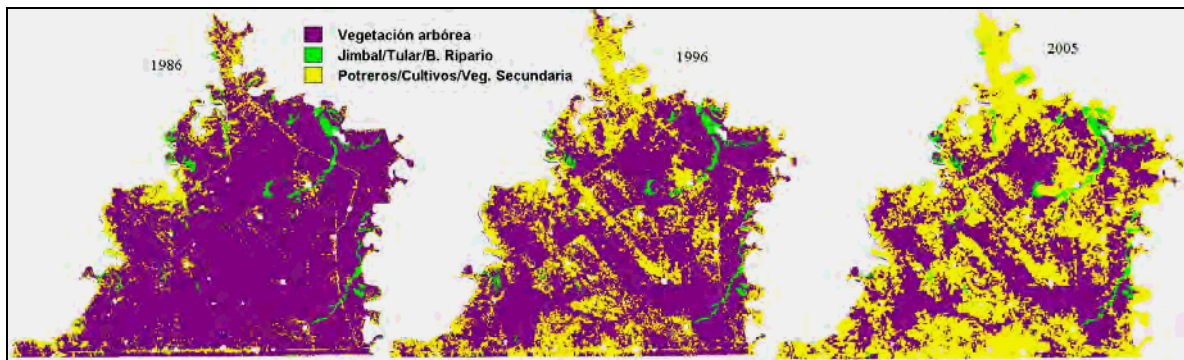 Vegetación arbórea
Jimbal/Tular/B. Ripario
Potreros/Cultivos/Veg. Secundaria
1986
1996
2005